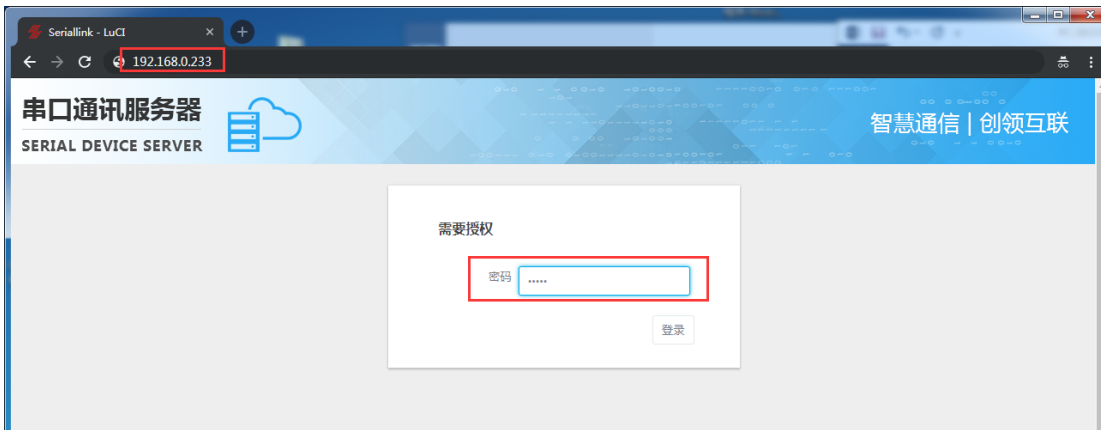 Seriallink - LuCI
192.168.0.233
串口通讯服务器
SERIAL DEVICE SERVER
智慧通信 | 创领互联
需要授权
密码 .....
登录